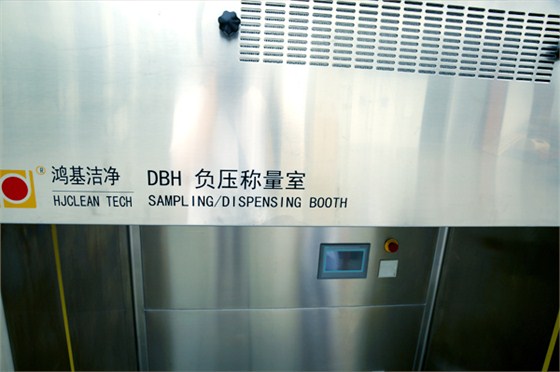 ® 鸿基洁净 DBH 负压称量室
HJCLEAN TECH SAMPLING/DISPENSING BOOTH